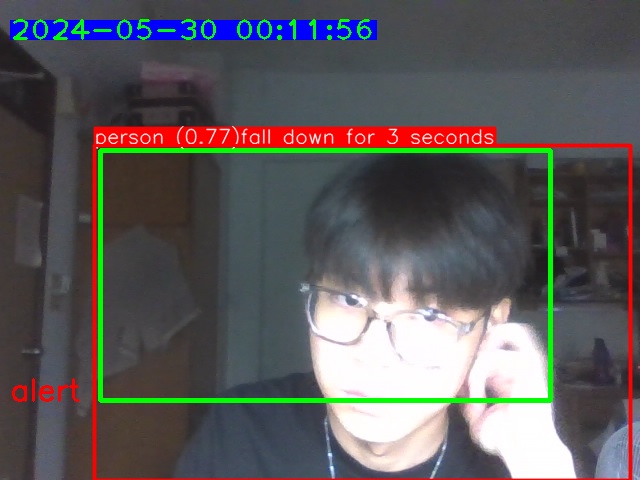 2024-05-30 00:11:56
person (0.77)fall down for 3 seconds
alert